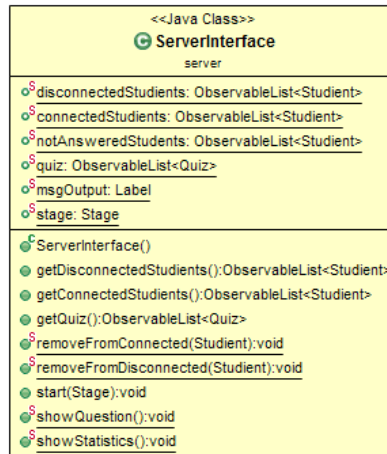 <<Java Class>>
ServerInterface
server
disconnectedStudents: ObservableList<Studient>
connectedStudents: ObservableList<Studient>
notAnsweredStudents: ObservableList<Studient>
quiz: ObservableList<Quiz>
msgOutput: Label
stage: Stage
ServerInterface()
getDisconnectedStudients():ObservableList<Studient>
getConnectedStudients():ObservableList<Studient>
getQuiz():ObservableList<Quiz>
removeFromConnected(Studient):void
removeFromDisconnected(Studient):void
start(Stage):void
showQuestion():void
showStatistics():void